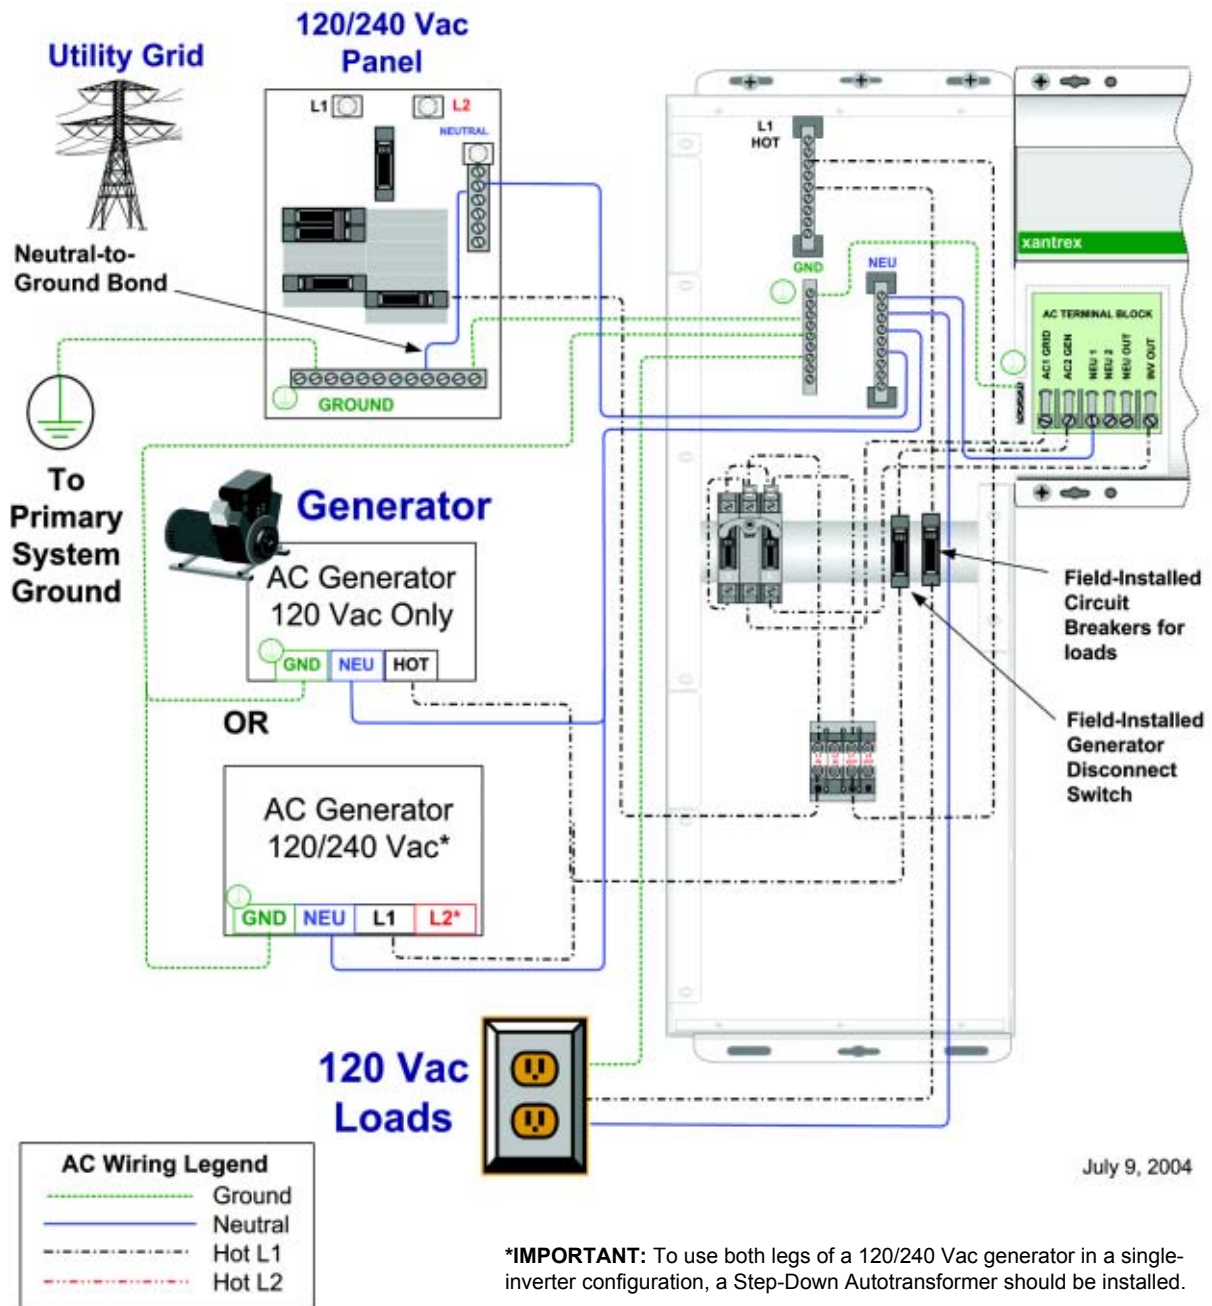 120/240 Vac
Panel
Utility Grid
L1
L2
NEUTRAL
Neutral-to-
Ground Bond
GROUND
To
Primary
System
Ground
Generator
AC Generator
120 Vac Only
GND
NEU
HOT
OR
AC Generator
120/240 Vac*
GND
NEU
L1
L2*
120 Vac
Loads
L1
HOT
GND
NEU
xantrex
AC TERMINAL BLOCK
AC1 GRID
AC2 GEN
NEU 1
NEU 2
NEU OUT
INV OUT
Field-Installed
Circuit
Breakers for
loads
Field-Installed
Generator
Disconnect
Switch
AC Wiring Legend
Ground
Neutral
Hot L1
Hot L2
July 9, 2004
*IMPORTANT: To use both legs of a 120/240 Vac generator in a single-
inverter configuration, a Step-Down Autotransformer should be installed.